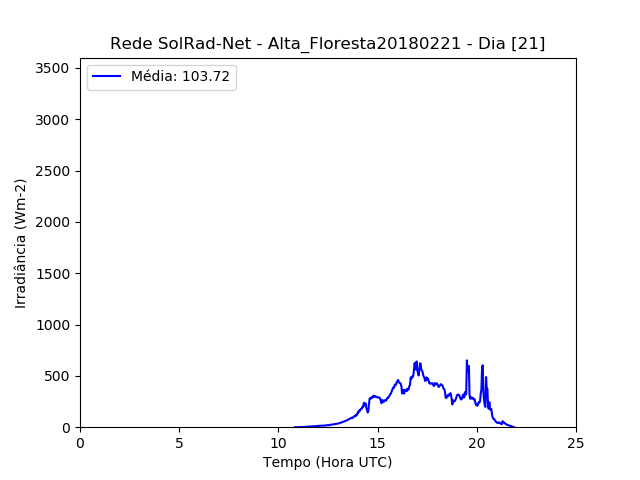 Rede SolRad-Net - Alta_Floresta20180221 - Dia [21]
Média: 103.72
3500
3000
2500
2000
1500
1000
500
0
Irradiância (Wm-2)
0 5 10 15 20 25
Tempo (Hora UTC)